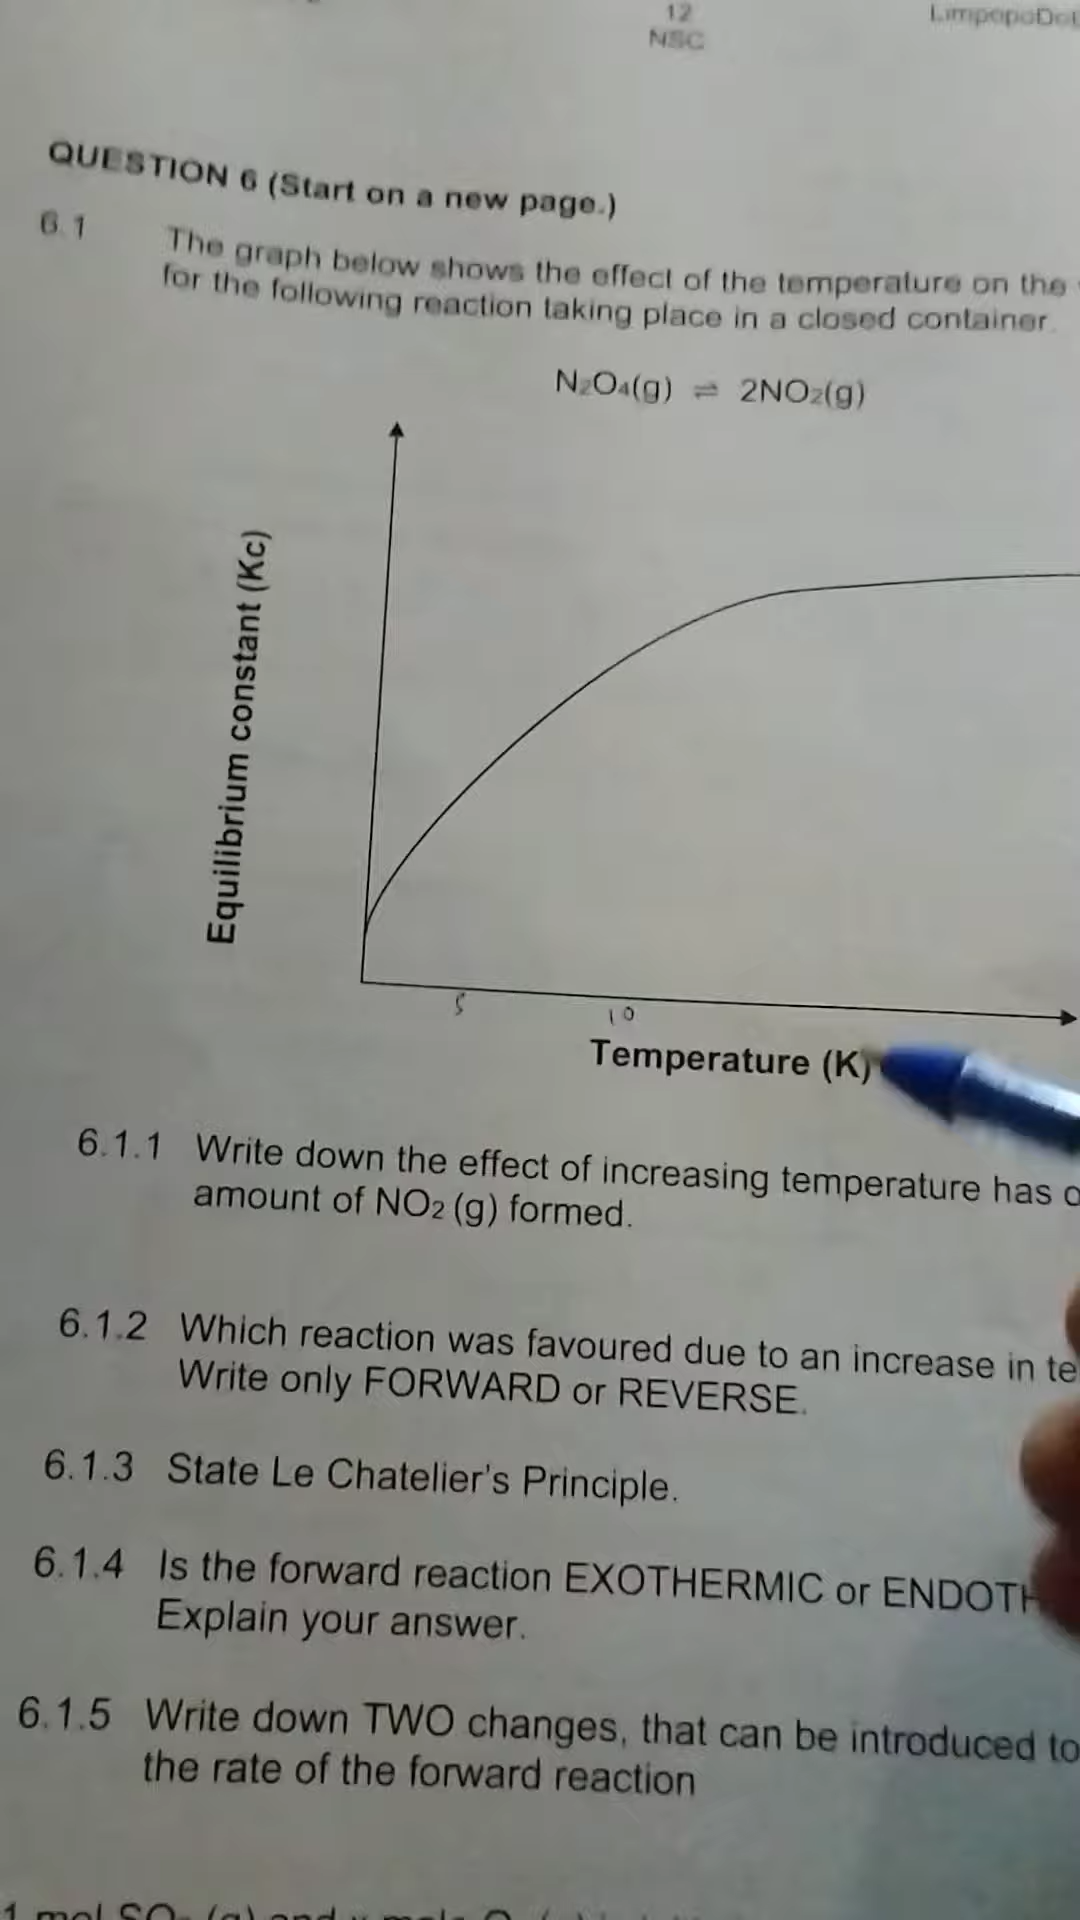 12
NSC
QUESTION 6 (Start on a new page.)
6.1 The graph below shows the effect of the temperature on the
for the following reaction taking place in a closed container.
N₂O₄(g) ⇌ 2NO₂(g)
Equilibrium constant (Kc)
5
10
Temperature (K)
6.1.1 Write down the effect of increasing temperature has
amount of NO₂ (g) formed.
6.1.2 Which reaction was favoured due to an increase in te
Write only FORWARD or REVERSE.
6.1.3 State Le Chatelier's Principle.
6.1.4 Is the forward reaction EXOTHERMIC or ENDOTH
Explain your answer.
6.1.5 Write down TWO changes, that can be introduced to
the rate of the forward reaction